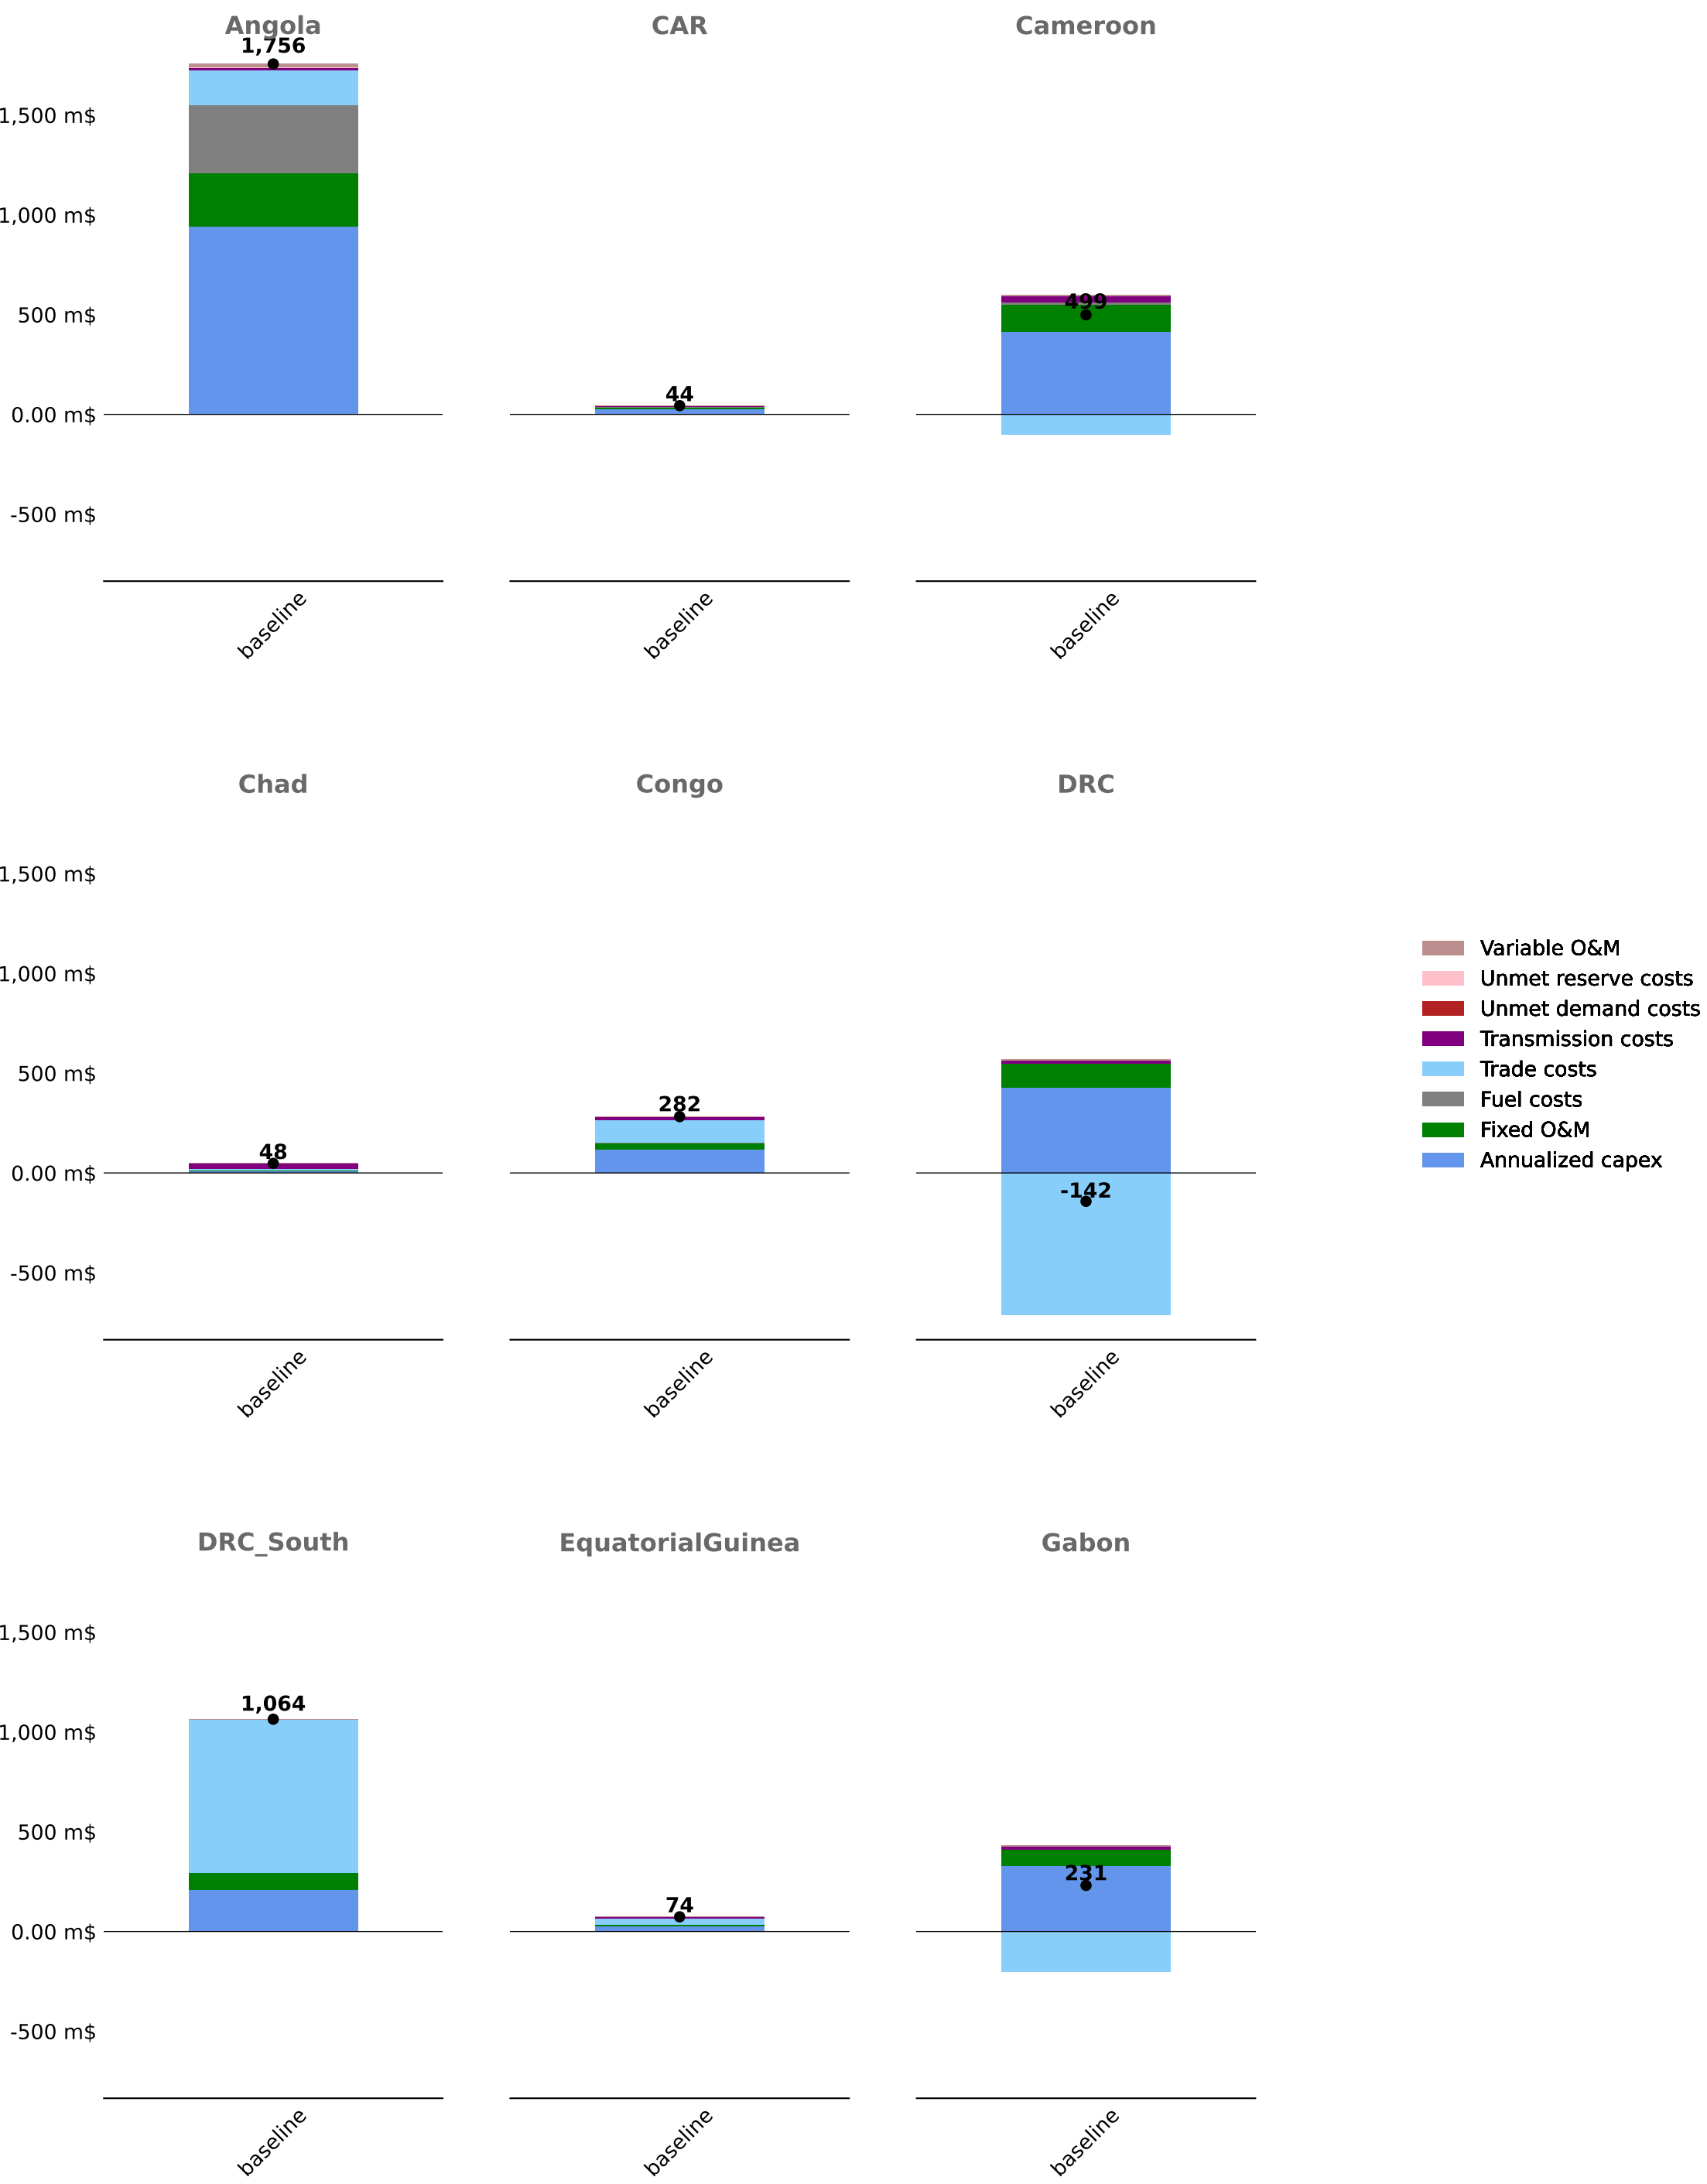 Angola
CAR
Cameroon
1,756
1,500 m$
1,000 m$
500 m$
0.00 m$
-500 m$
44
499
baseline
baseline
baseline
Chad
Congo
DRC
1,500 m$
1,000 m$
500 m$
0.00 m$
-500 m$
48
282
-142
baseline
baseline
baseline
Variable O&M
Unmet reserve costs
Unmet demand costs
Transmission costs
Trade costs
Fuel costs
Fixed O&M
Annualized capex
DRC_South
EquatorialGuinea
Gabon
1,500 m$
1,000 m$
500 m$
0.00 m$
-500 m$
1,064
74
231
baseline
baseline
baseline